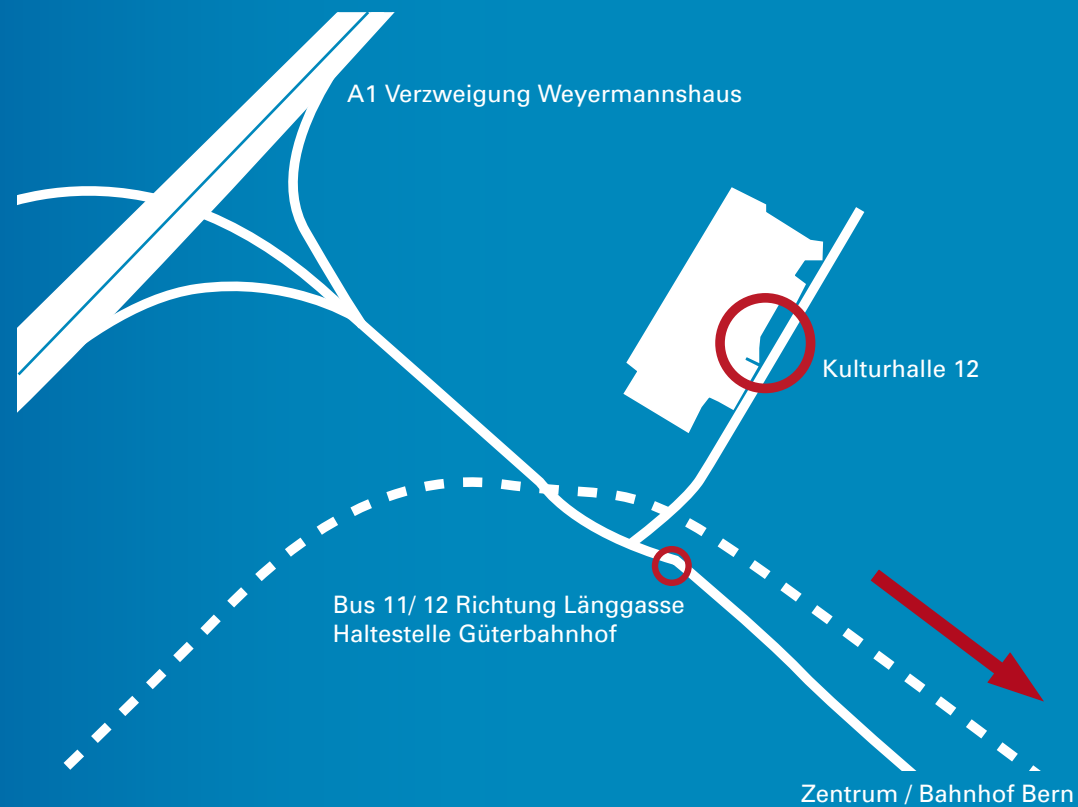 A1 Verzweigung Weyermannshaus
Kulturhalle 12
Bus 11/ 12 Richtung Länggasse
Haltestelle Güterbahnhof
Zentrum / Bahnhof Bern